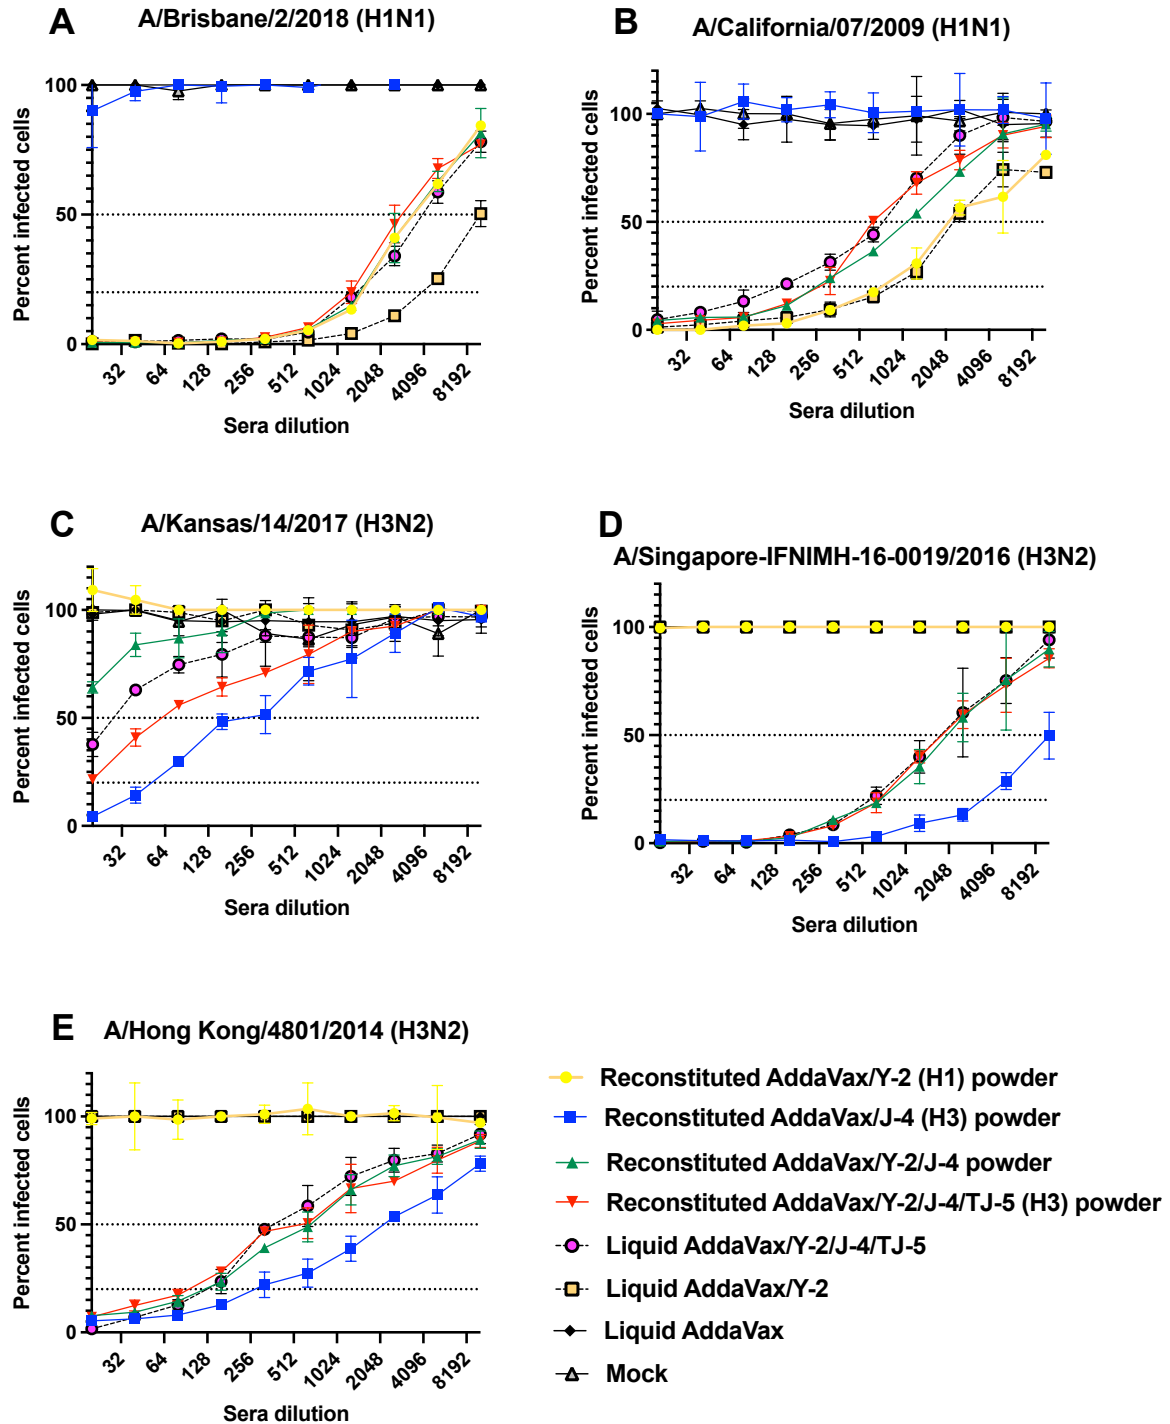 A
A/Brisbane/2/2018 (H1N1)
Percent infected cells
100
50
0
32
64
128
256
512
1024
2048
4096
8192
Sera dilution
B
A/California/07/2009 (H1N1)
Percent infected cells
100
50
0
32
64
128
256
512
1024
2048
4096
8192
Sera dilution
C
A/Kansas/14/2017 (H3N2)
Percent infected cells
100
50
0
32
64
128
256
512
1024
2048
4096
8192
Sera dilution
D
A/Singapore-IFNIMH-16-0019/2016 (H3N2)
Percent infected cells
100
50
0
32
64
128
256
512
1024
2048
4096
8192
Sera dilution
E
A/Hong Kong/4801/2014 (H3N2)
Percent infected cells
100
50
0
32
64
128
256
512
1024
2048
4096
8192
Sera dilution
Reconstituted AddaVax/Y-2 (H1) powder
Reconstituted AddaVax/J-4 (H3) powder
Reconstituted AddaVax/Y-2/J-4 powder
Reconstituted AddaVax/Y-2/J-4/TJ-5 (H3) powder
Liquid AddaVax/Y-2/J-4/TJ-5
Liquid AddaVax/Y-2
Liquid AddaVax
Mock